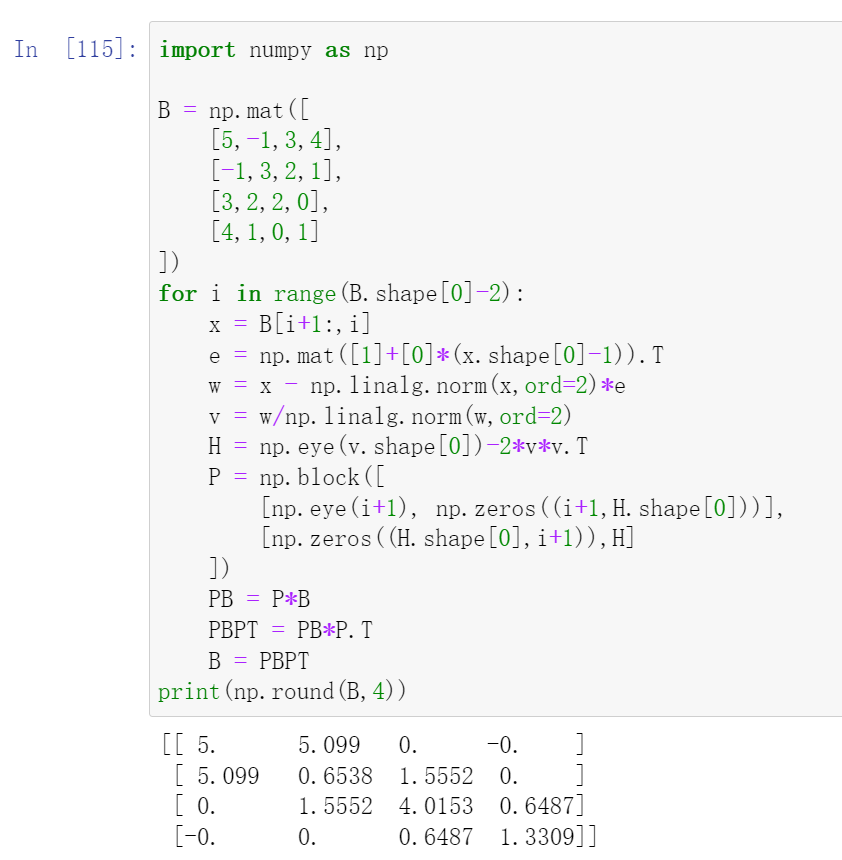 In [115]: import numpy as np
B = np.mat([
[5,-1,3,4],
[-1,3,2,1],
[3,2,2,0],
[4,1,0,1]
])
for i in range(B.shape[0]-2):
x = B[i+1:,i]
e = np.mat([1]+[0]*(x.shape[0]-1)).T
w = x - np.linalg.norm(x,ord=2)*e
v = w/np.linalg.norm(w,ord=2)
H = np.eye(v.shape[0])-2*v*v.T
P = np.block([
[np.eye(i+1), np.zeros((i+1,H.shape[0]))],
[np.zeros((H.shape[0],i+1)),H]
])
PB = P*B
PBPT = PB*P.T
B = PBPT
print(np.round(B,4))
[[ 5. 5.099 0. -0. ]
[ 5.099 0.6538 1.5552 0. ]
[ 0. 1.5552 4.0153 0.6487]
[-0. 0. 0.6487 1.3309]]